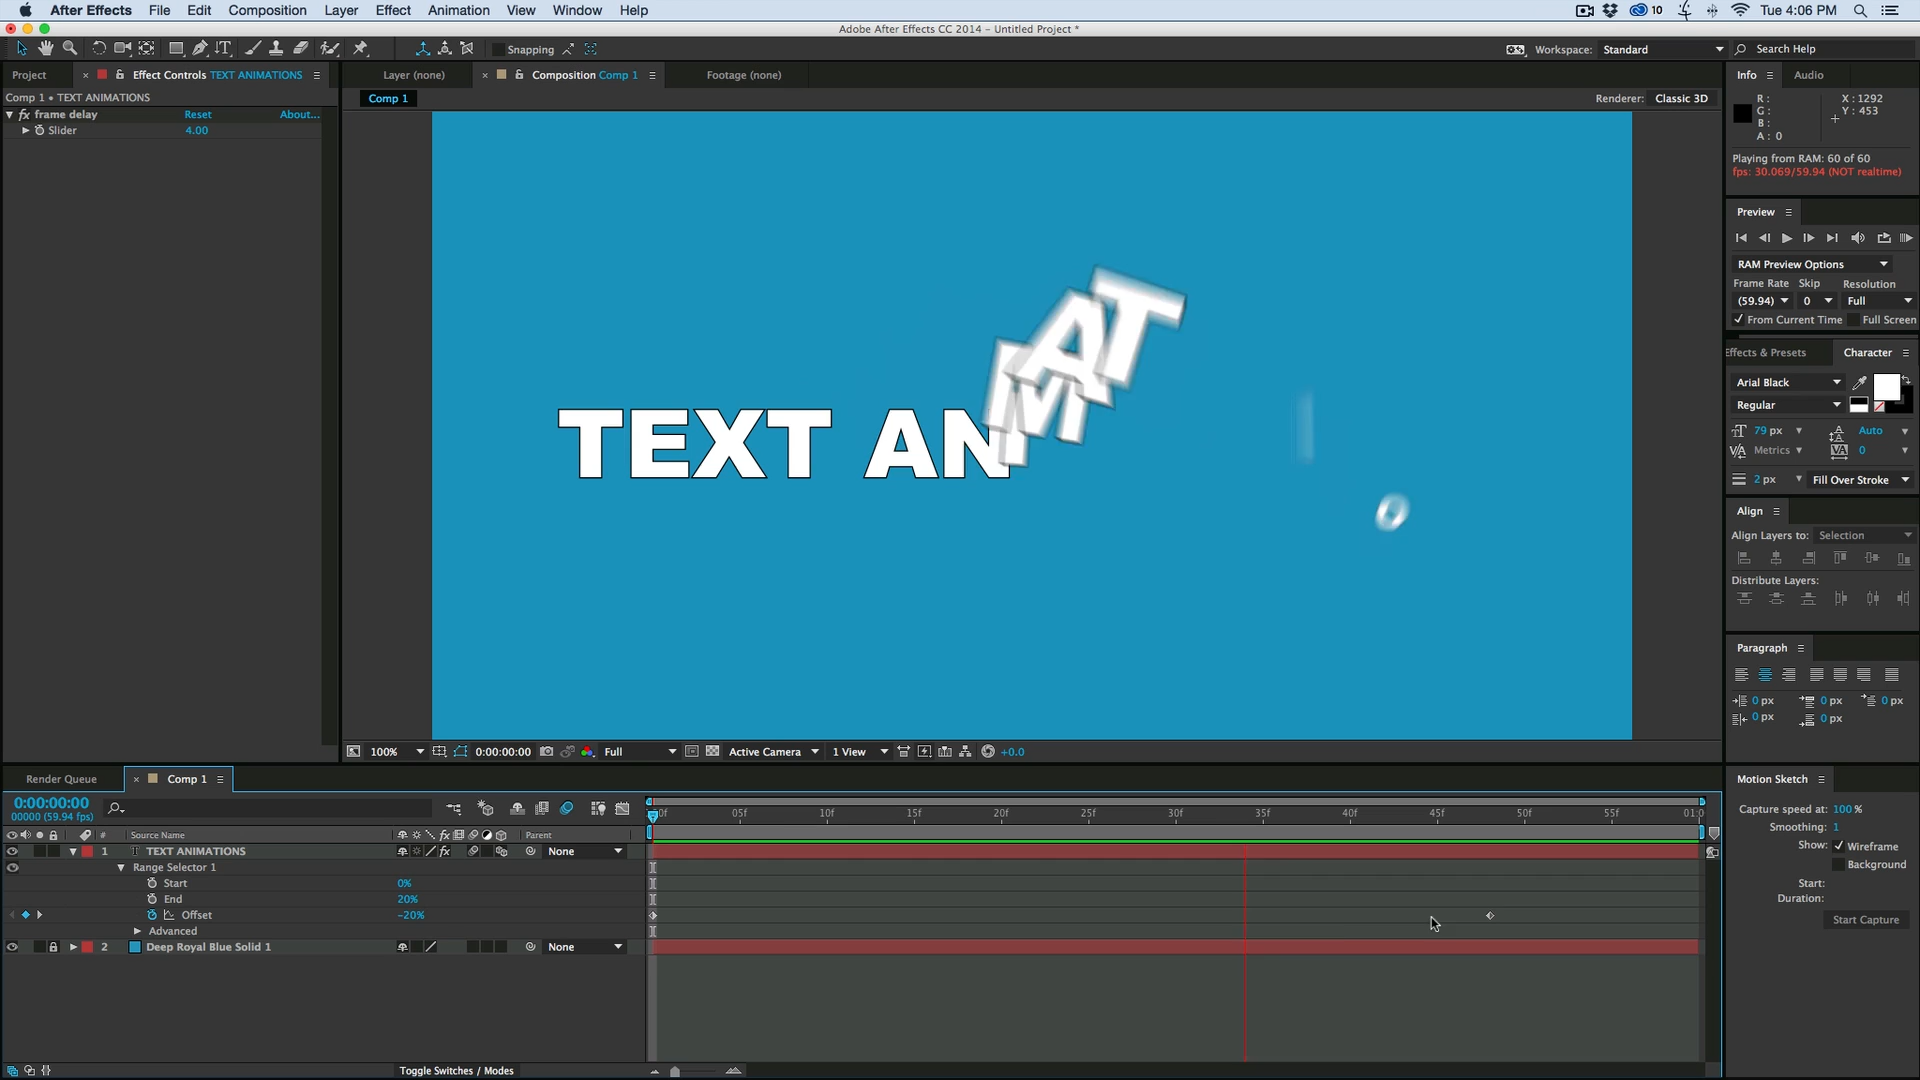 After Effects File Edit Composition Layer Effect Animation View Window Help 10 Tue 4:06 PM
Adobe After Effects CC 2014 - Untitled Project *
Snapping Workspace: Standard Search Help
Project Effect Controls TEXT ANIMATIONS Layer (none) Composition Comp 1 Footage (none) Info Audio
Comp 1 • TEXT ANIMATIONS
Comp 1 Renderer: Classic 3D
fx frame delay Reset About...
Slider 4.00
R :
G :
B :
A : 0
X : 1292
Y : 453
Playing from RAM: 60 of 60
fps: 30.069/59.94 (NOT realtime)
Preview
RAM Preview Options
Frame Rate Skip Resolution
(59.94) 0 Full
From Current Time Full Screen
Effects & Presets Character
Arial Black
Regular
79 px Auto
Metrics 0
2 px Fill Over Stroke
Align
Align Layers to: Selection
Distribute Layers:
Paragraph
0 px 0 px 0 px
0 px 0 px
TEXT AN
M
A
T
O
100% 0:00:00:00 Full Active Camera 1 View +0.0
Render Queue Comp 1
0:00:00:00
00000 (59.94 fps)
0f 05f 10f 15f 20f 25f 30f 35f 40f 45f 50f 55f 01:0
# Source Name fx Parent
1 T TEXT ANIMATIONS fx None
Range Selector 1
Start 0%
End 20%
Offset -20%
Advanced
2 Deep Royal Blue Solid 1 None
Toggle Switches / Modes
Motion Sketch
Capture speed at: 100 %
Smoothing: 1
Show: Wireframe
Background
Start:
Duration:
Start Capture